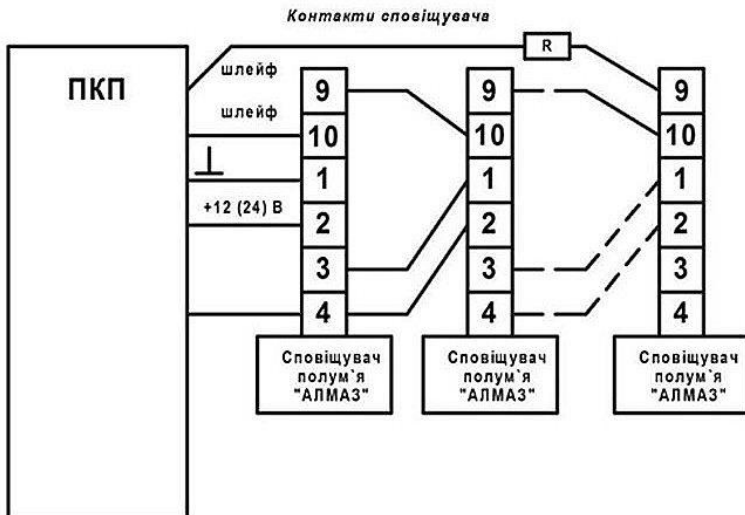 Контакти сповіщувача
R
ПКП
шлейф
шлейф
+12 (24) В
9
10
1
2
3
4
Сповіщувач
полум`я
"АЛМАЗ"
9
10
1
2
3
4
Сповіщувач
полум`я
"АЛМАЗ"
9
10
1
2
3
4
Сповіщувач
полум`я
"АЛМАЗ"